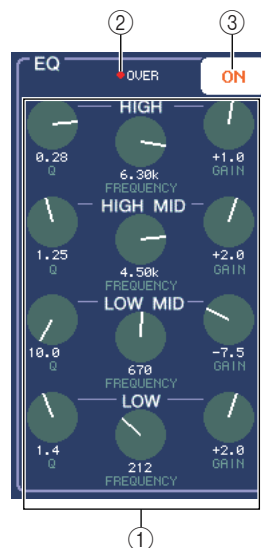 ② ③
EQ OVER ON
HIGH
0.28 6.30k +1.0
Q FREQUENCY GAIN
HIGH MID
1.25 4.50k +2.0
Q FREQUENCY GAIN
LOW MID
10.0 670 -7.5
Q FREQUENCY GAIN
LOW
1.4 212 +2.0
Q FREQUENCY GAIN
①